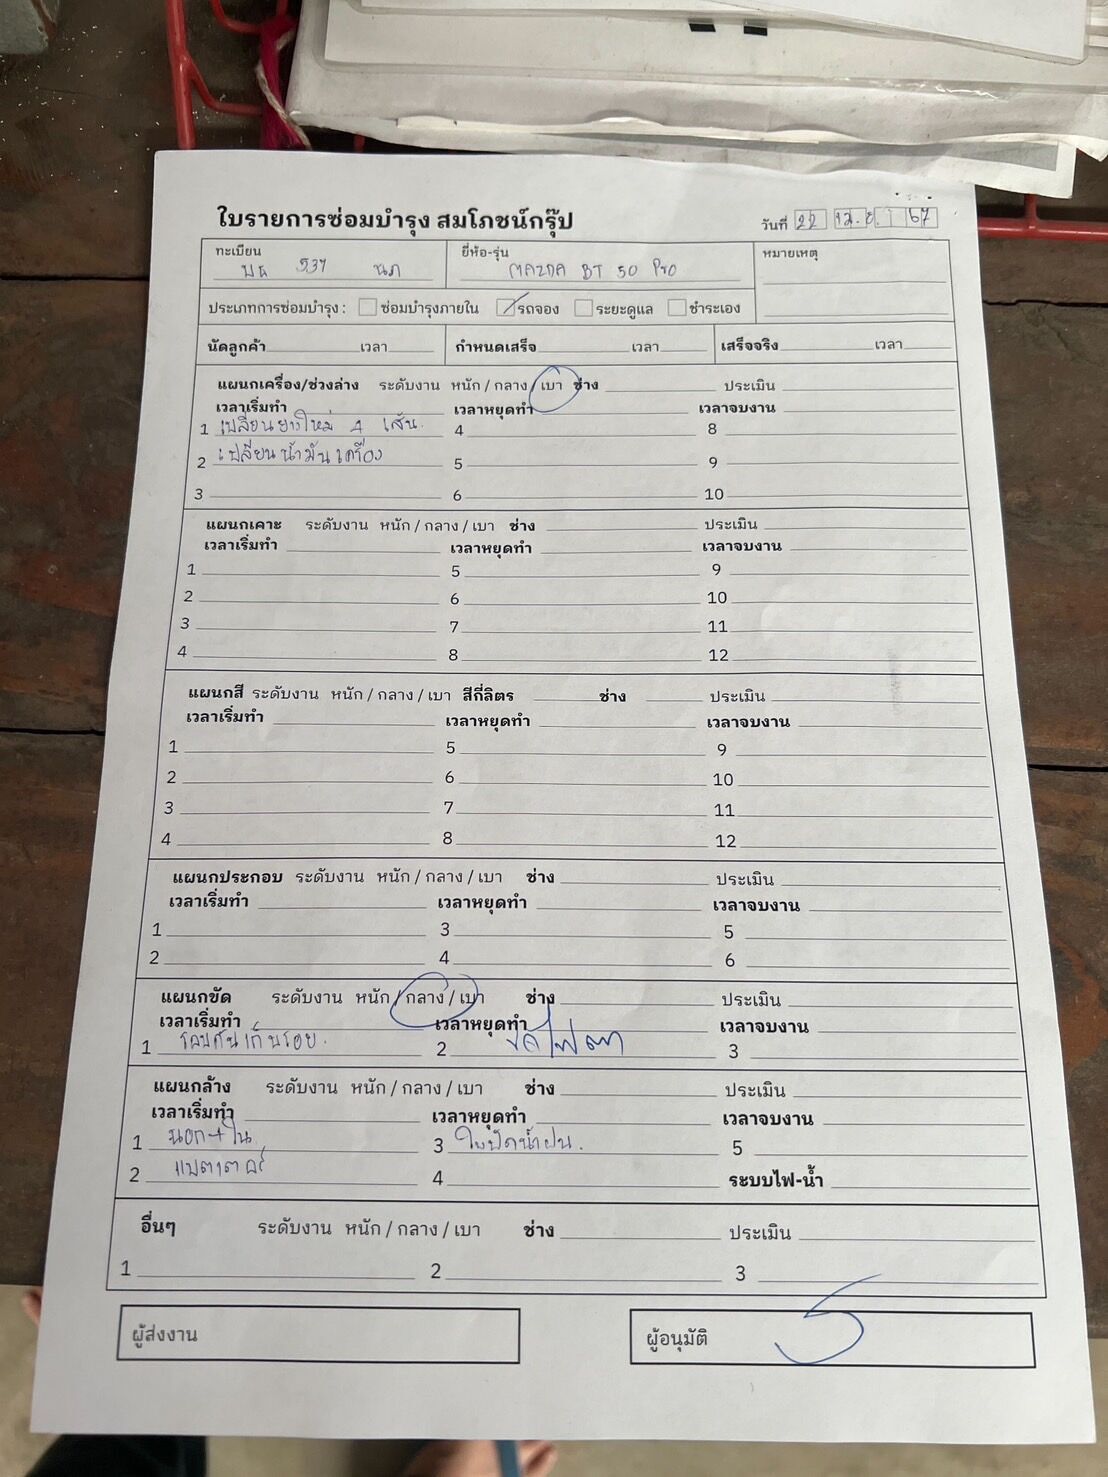 ใบรายการซ่อมบำรุง สมโภชน์กรุ๊ป
วันที่ 22 เม.ย. 67
ทะเบียน 537 ยี่ห้อ-รุ่น MAZDA BT 50 Pro หมายเหตุ
ประเภทการซ่อมบำรุง : ซ่อมบำรุงภายใน รถจอง ระยะดูแล ชำระเอง
นัดลูกค้า เวลา กำหนดเสร็จ เวลา เสร็จจริง เวลา
แผนกเครื่อง/ช่วงล่าง ระดับงาน หนัก / กลาง / เบา ช่าง ประเมิน
เวลาเริ่มทำ เวลาหยุดทำ เวลาจบงาน
1 เปลี่ยนยางใหม่ 4 เส้น. 4 8
2 เปลี่ยนน้ำมันเครื่อง 5 9
3 6 10
แผนกเคาะ ระดับงาน หนัก / กลาง / เบา ช่าง ประเมิน
เวลาเริ่มทำ เวลาหยุดทำ เวลาจบงาน
1 5 9
2 6 10
3 7 11
4 8 12
แผนกสี ระดับงาน หนัก / กลาง / เบา สีกี่ลิตร ช่าง ประเมิน
เวลาเริ่มทำ เวลาหยุดทำ เวลาจบงาน
1 5 9
2 6 10
3 7 11
4 8 12
แผนกประกอบ ระดับงาน หนัก / กลาง / เบา ช่าง ประเมิน
เวลาเริ่มทำ เวลาหยุดทำ เวลาจบงาน
1 3 5
2 4 6
แผนกขัด ระดับงาน หนัก / กลาง / เบา ช่าง ประเมิน
เวลาเริ่มทำ เวลาหยุดทำ เวลาจบงาน
1 รอบคันเก็บรอย. 2 ขัดไฟตา 3
แผนกล้าง ระดับงาน หนัก / กลาง / เบา ช่าง ประเมิน
เวลาเริ่มทำ เวลาหยุดทำ เวลาจบงาน
1 นอก+ใน 3 ใบปัดน้ำฝน. 5
2 แบตเตอรี่ 4 ระบบไฟ-น้ำ
อื่นๆ ระดับงาน หนัก / กลาง / เบา ช่าง ประเมิน
1 2 3
ผู้ส่งงาน ผู้อนุมัติ